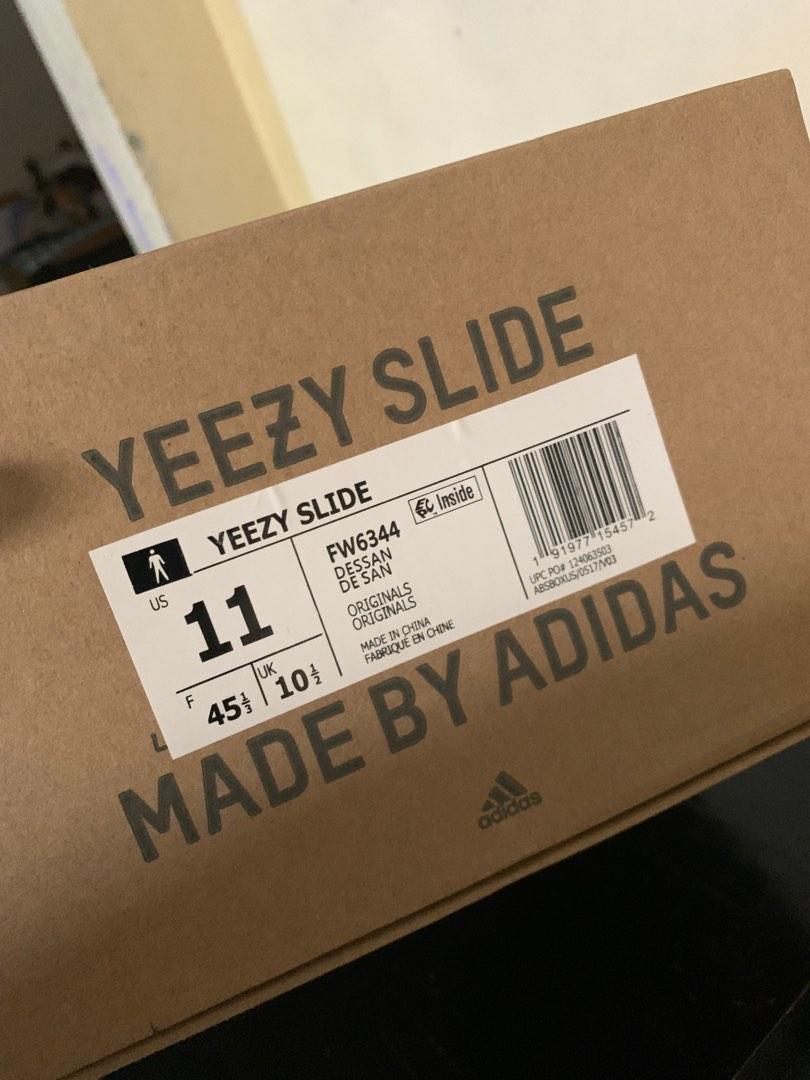 YEEZY SLIDE
YEEZY SLIDE
Inside
US
11
F 45⅓
UK 10½
FW6344
DESSAN
DE SAN
ORIGINALS
ORIGINALS
MADE IN CHINA
FABRIQUÉ EN CHINE
1 91977 15457 2
UPC PO# 124063503
ABSBOXUS/0517/V03
MADE BY ADIDAS
adidas